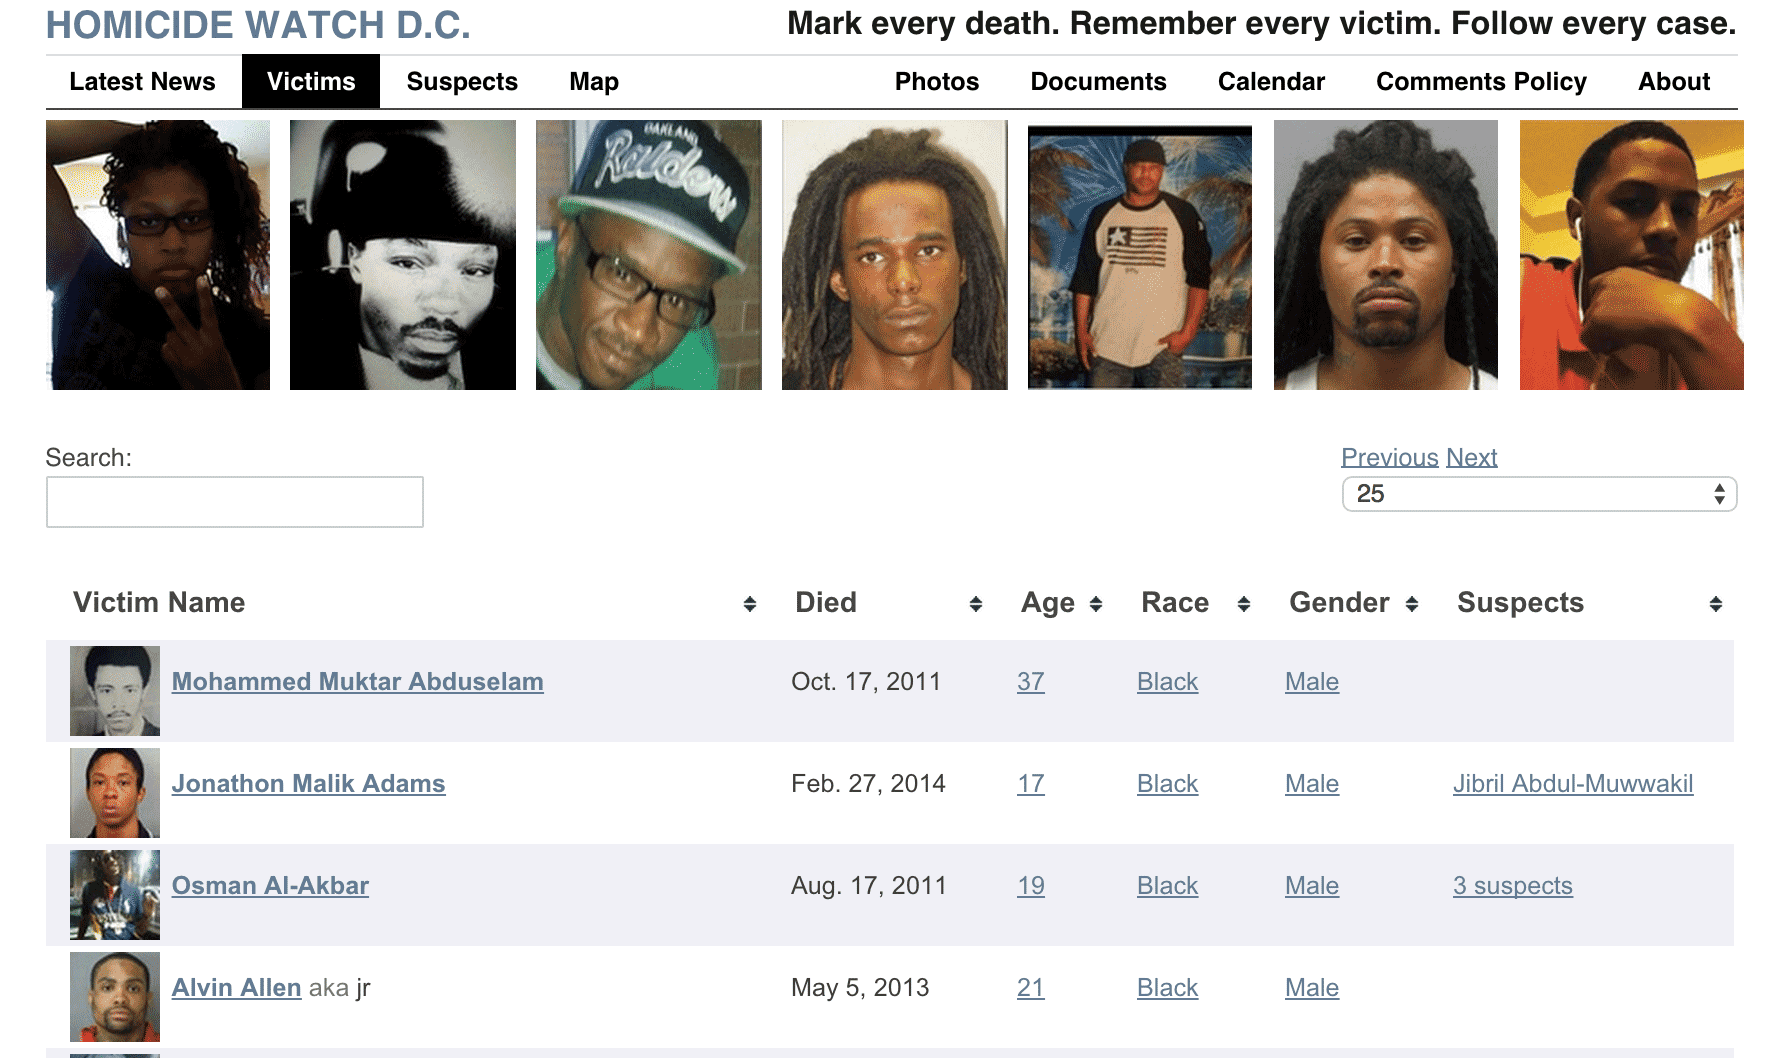 HOMICIDE WATCH D.C. Mark every death. Remember every victim. Follow every case.
Latest News Victims Suspects Map Photos Documents Calendar Comments Policy About
OAKLAND
Raiders
Search:
Previous Next
25
Victim Name Died Age Race Gender Suspects
Mohammed Muktar Abduselam Oct. 17, 2011 37 Black Male
Jonathon Malik Adams Feb. 27, 2014 17 Black Male Jibril Abdul-Muwwakil
Osman Al-Akbar Aug. 17, 2011 19 Black Male 3 suspects
Alvin Allen aka jr May 5, 2013 21 Black Male